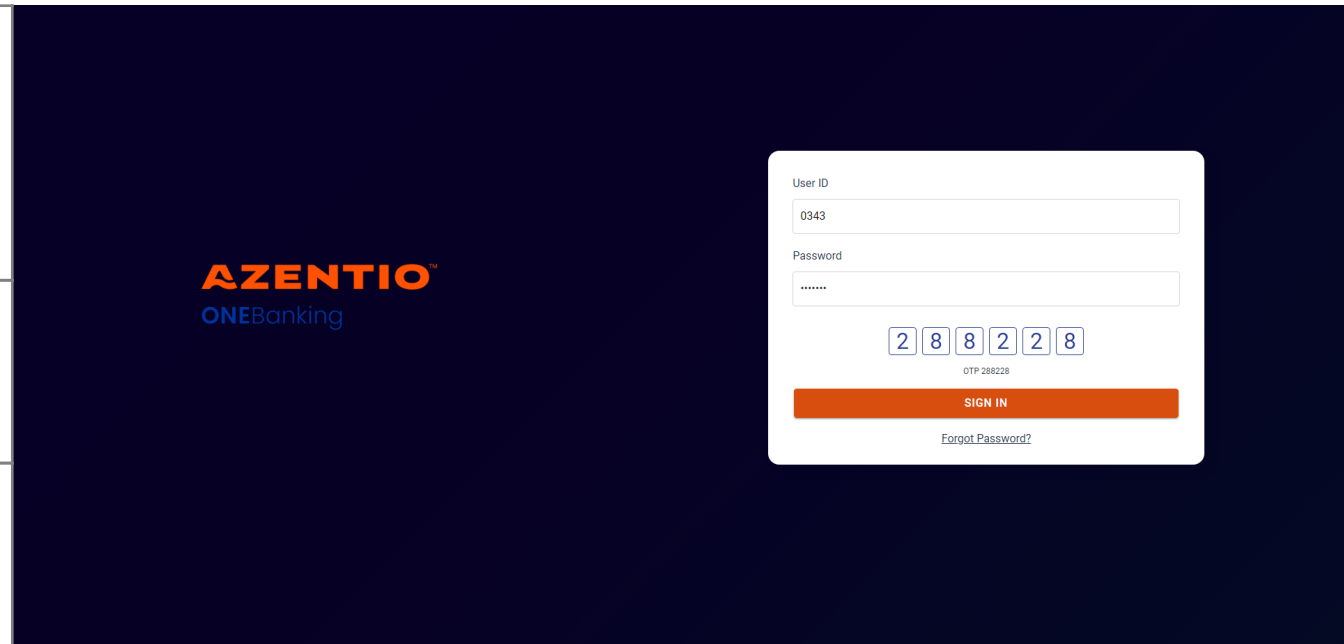 AZENTIO™
ONEBanking
User ID
0343
Password
•••••••
2 8 8 2 2 8
OTP 288228
SIGN IN
Forgot Password?